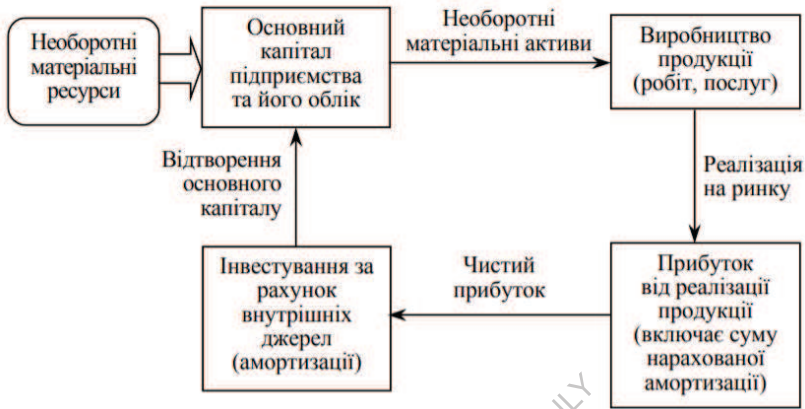 Необоротні
матеріальні
ресурси
Основний
капітал
підприємства
та його облік
Необоротні
матеріальні активи
Виробництво
продукції
(робіт, послуг)
Відтворення
основного
капіталу
Реалізація
на ринку
Інвестування за
рахунок
внутрішніх
джерел
(амортизації)
Чистий
прибуток
Прибуток
від реалізації
продукції
(включає суму
нарахованої
амортизації)
LY